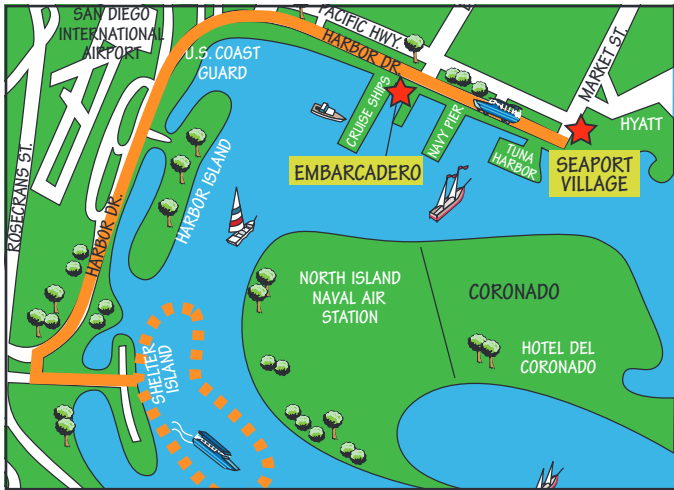 SAN DIEGO
INTERNATIONAL
AIRPORT
PACIFIC HWY.
HARBOR DR.
U.S. COAST
GUARD
MARKET ST.
CRUISE SHIPS
HYATT
NAVY PIER
TUNA
HARBOR
EMBARCADERO
SEAPORT
VILLAGE
ROSECRANS ST.
HARBOR DR.
HARBOR ISLAND
NORTH ISLAND
NAVAL AIR
STATION
CORONADO
HOTEL DEL
CORONADO
SHELTER
ISLAND